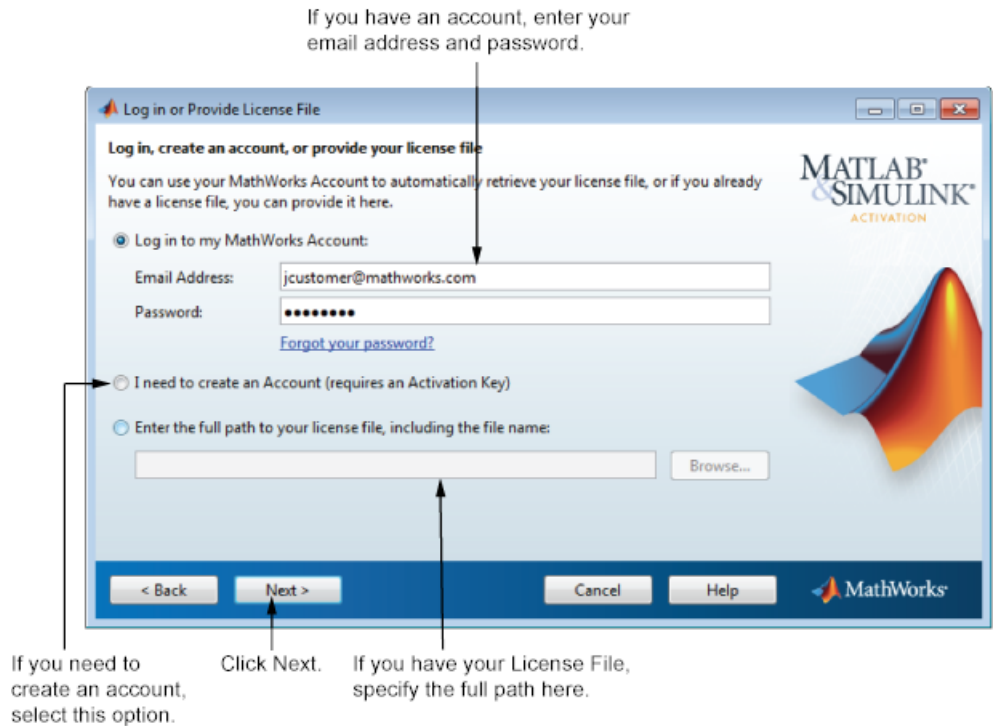 If you have an account, enter your
email address and password.
Log in or Provide License File
Log in, create an account, or provide your license file
You can use your MathWorks Account to automatically retrieve your license file, or if you already
have a license file, you can provide it here.
MATLAB®
&SIMULINK®
ACTIVATION
Log in to my MathWorks Account:
Email Address: jcustomer@mathworks.com
Password: ●●●●●●●●
Forgot your password?
I need to create an Account (requires an Activation Key)
Enter the full path to your license file, including the file name:
Browse...
< Back Next > Cancel Help MathWorks®
If you need to
create an account,
select this option.
Click Next.
If you have your License File,
specify the full path here.